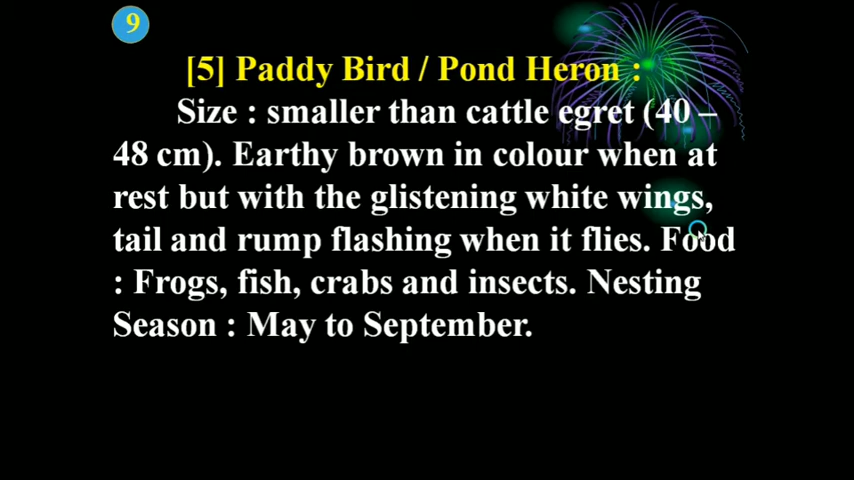 9
[5] Paddy Bird / Pond Heron :
Size : smaller than cattle egret (40 –
48 cm). Earthy brown in colour when at
rest but with the glistening white wings,
tail and rump flashing when it flies. Food
: Frogs, fish, crabs and insects. Nesting
Season : May to September.